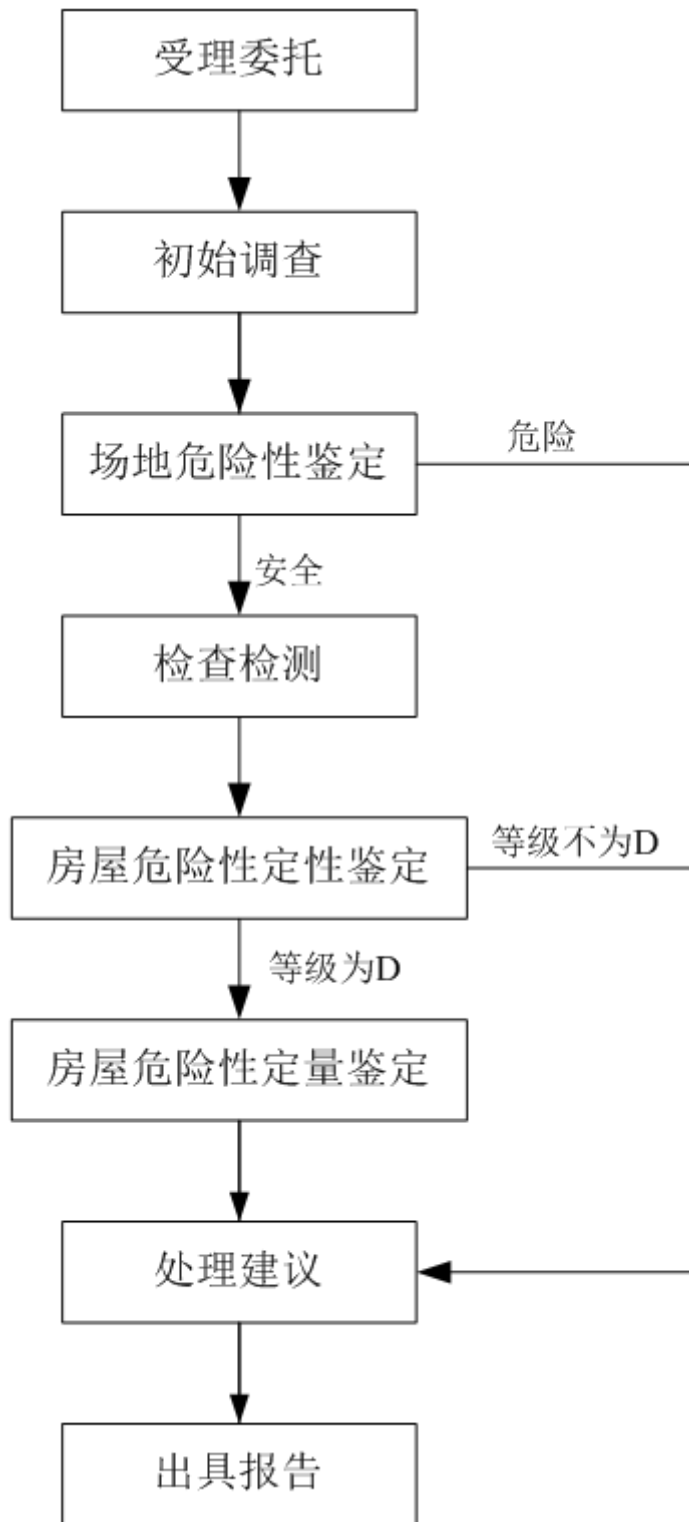 受理委托
初始调查
场地危险性鉴定
危险
安全
检查检测
房屋危险性定性鉴定
等级不为D
等级为D
房屋危险性定量鉴定
处理建议
出具报告